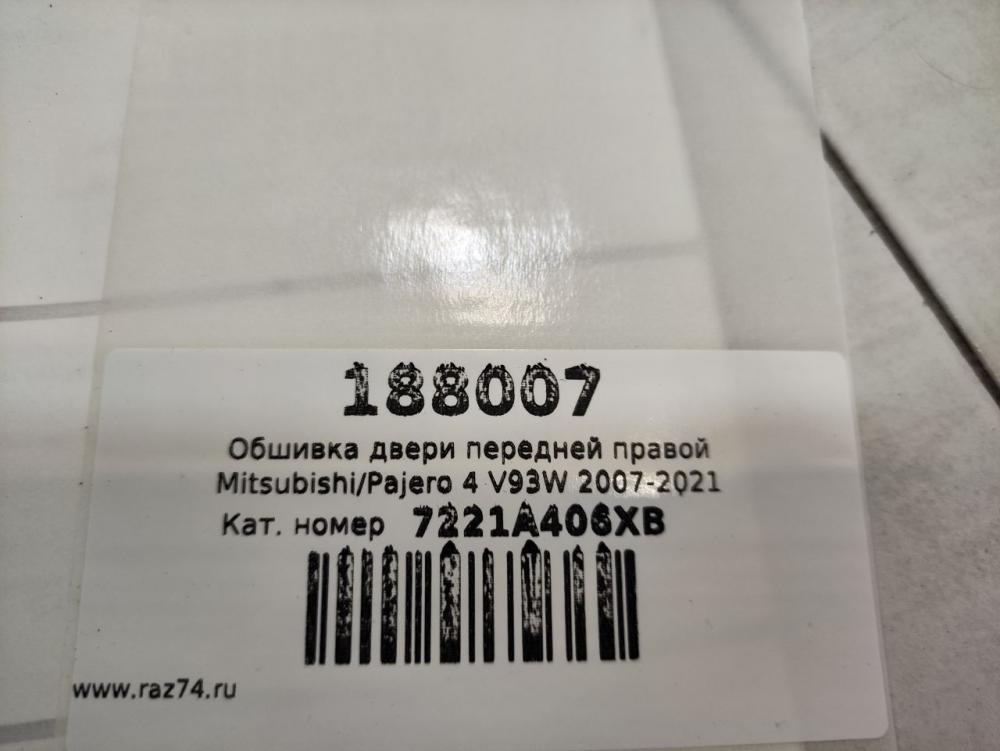 188007
Обшивка двери передней правой
Mitsubishi/Pajero 4 V93W 2007-2021
Кат. номер 7221A406XB
www.raz74.ru